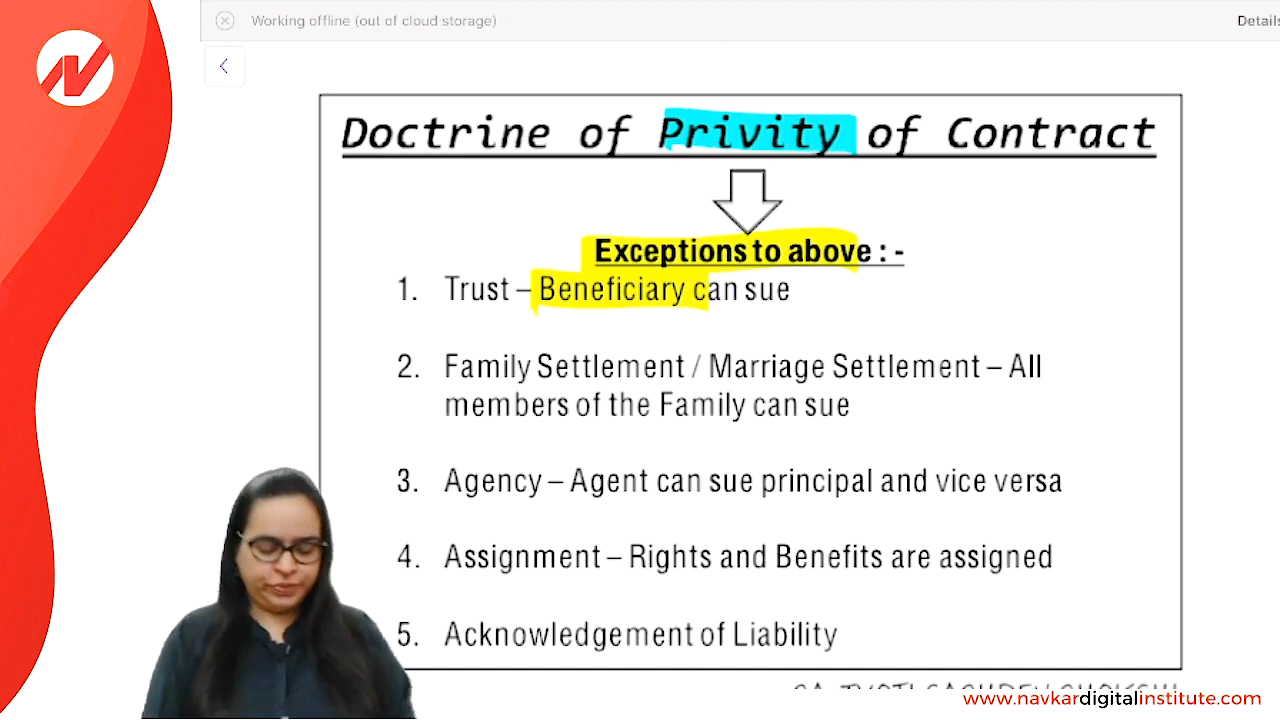 Working offline (out of cloud storage)
Details
Doctrine of Privity of Contract
Exceptions to above : -
1. Trust – Beneficiary can sue
2. Family Settlement / Marriage Settlement – All
members of the Family can sue
3. Agency – Agent can sue principal and vice versa
4. Assignment – Rights and Benefits are assigned
5. Acknowledgement of Liability
www.navkardigitalinstitute.com